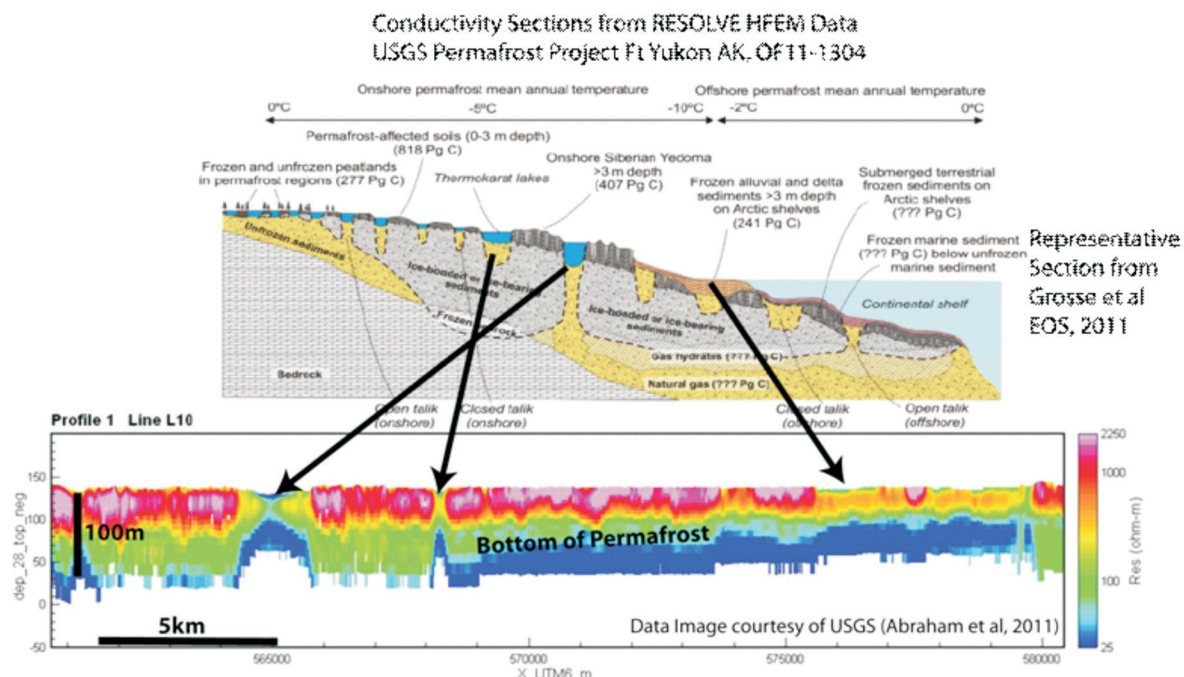 Conductivity Sections from RESOLVE HFEM Data
USGS Permafrost Project Ft Yukon AK, OF11-1304
Onshore permafrost mean annual temperature
Offshore permafrost mean annual temperature
0°C
-5°C
-10°C
-2°C
0°C
Permafrost-affected soils (0-3 m depth)
(818 Pg C)
Frozen and unfrozen peatlands
in permafrost regions (277 Pg C)
Thermokarst lakes
Onshore Siberian Yedoma
>3 m depth
(407 Pg C)
Frozen alluvial and delta
sediments >3 m depth
on Arctic shelves
(241 Pg C)
Submerged terrestrial
frozen sediments on
Arctic shelves
(??? Pg C)
Frozen marine sediment
(??? Pg C) below unfrozen
marine sediment
Representative
Section from
Grosse et al
EOS, 2011
Unfrozen sediments
Ice-bonded or ice-bearing
sediments
Ice-bonded or ice-bearing
sediments
Continental shelf
Frozen bedrock
Gas hydrates (??? Pg C)
Bedrock
Natural gas (??? Pg C)
Open talik
(onshore)
Closed talik
(onshore)
Closed talik
(offshore)
Open talik
(offshore)
Profile 1 Line L10
dep_28_top_neg
150
100
50
0
-50
100m
5km
Bottom of Permafrost
Data Image courtesy of USGS (Abraham et al, 2011)
565000
570000
575000
580000
X_UTM6_m
2250
1000
100
25
Res (ohm-m)